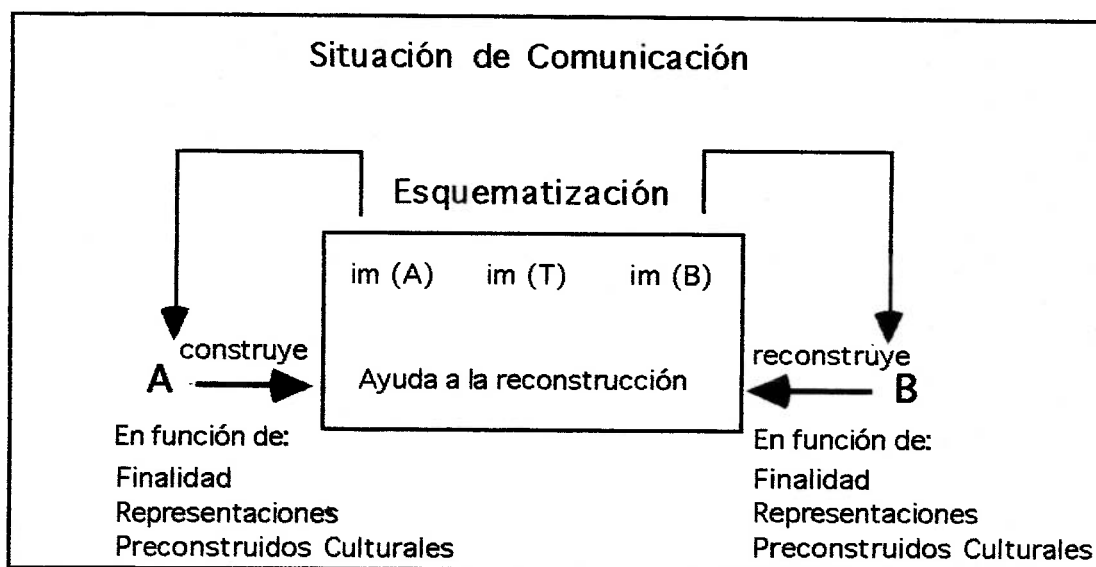 Situación de Comunicación
Esquematización
im (A) im (T) im (B)
construye
A
Ayuda a la reconstrucción
reconstruye
B
En función de:
Finalidad
Representaciones
Preconstruidos Culturales
En función de:
Finalidad
Representaciones
Preconstruidos Culturales